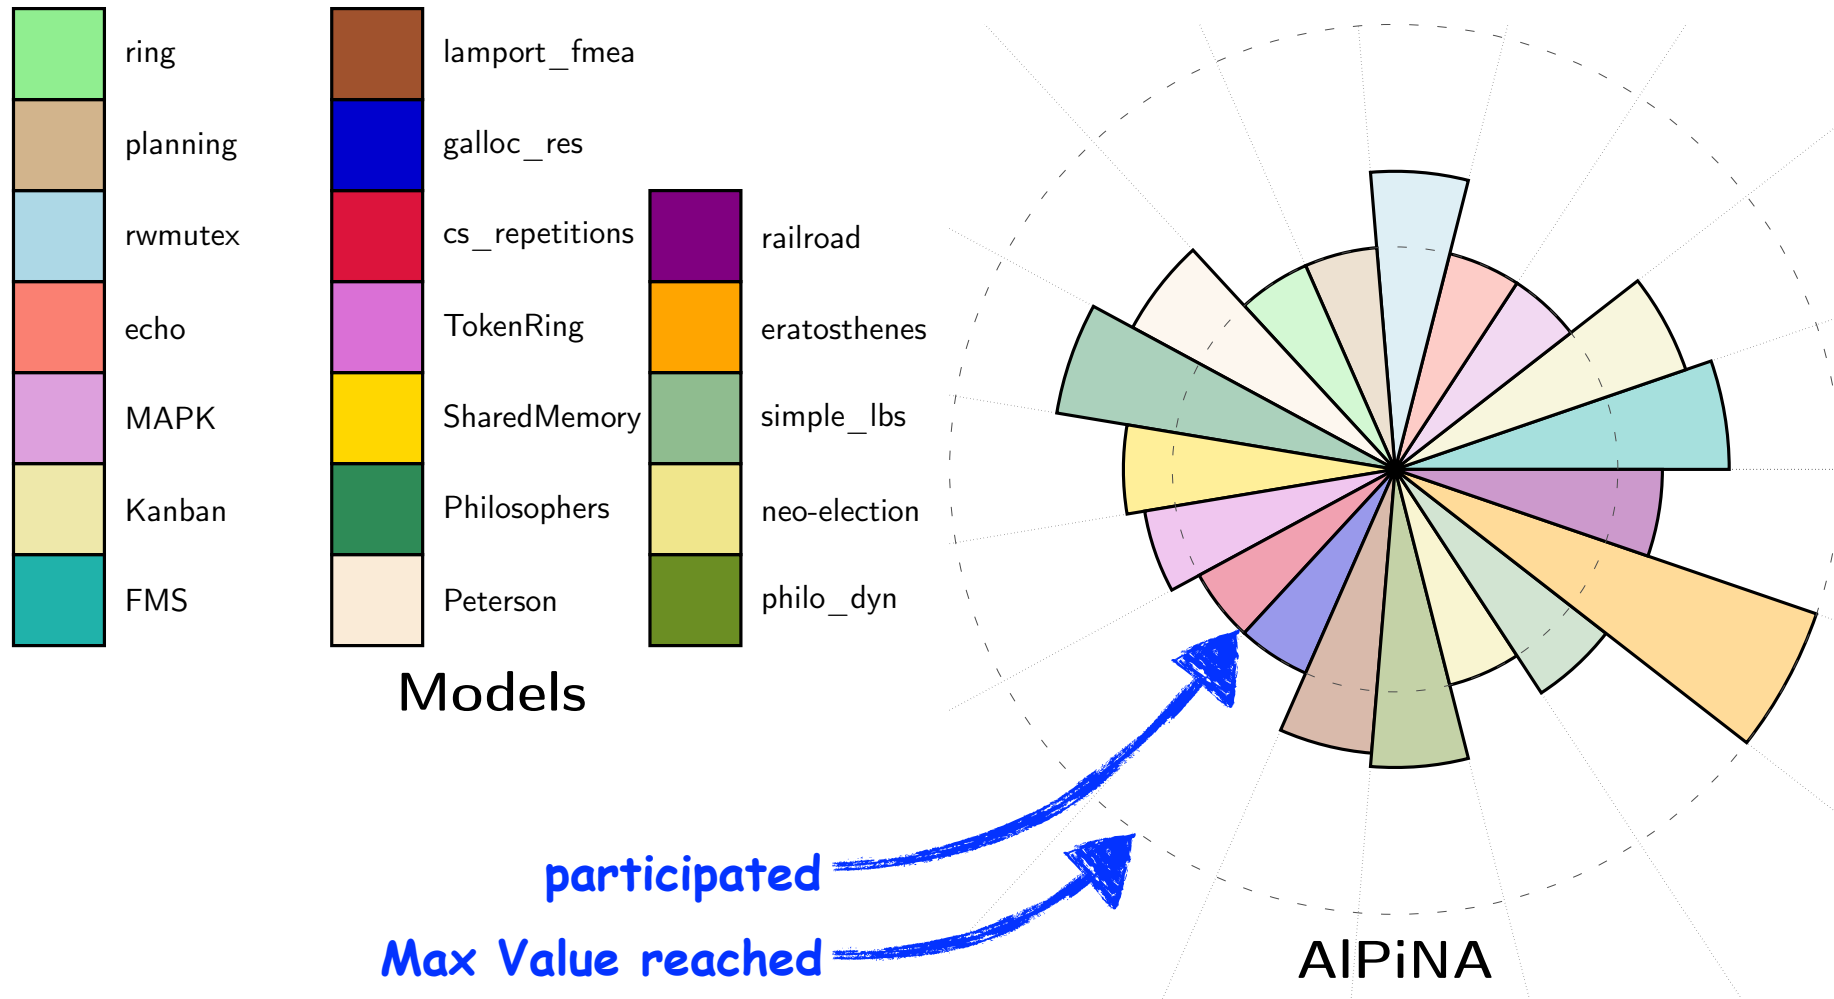 ring
planning
rwmutex
echo
MAPK
Kanban
FMS
lamport_fmea
galloc_res
cs_repetitions
TokenRing
SharedMemory
Philosophers
Peterson
railroad
eratosthenes
simple_lbs
neo-election
philo_dyn
Models
participated
Max Value reached
AlPiNA